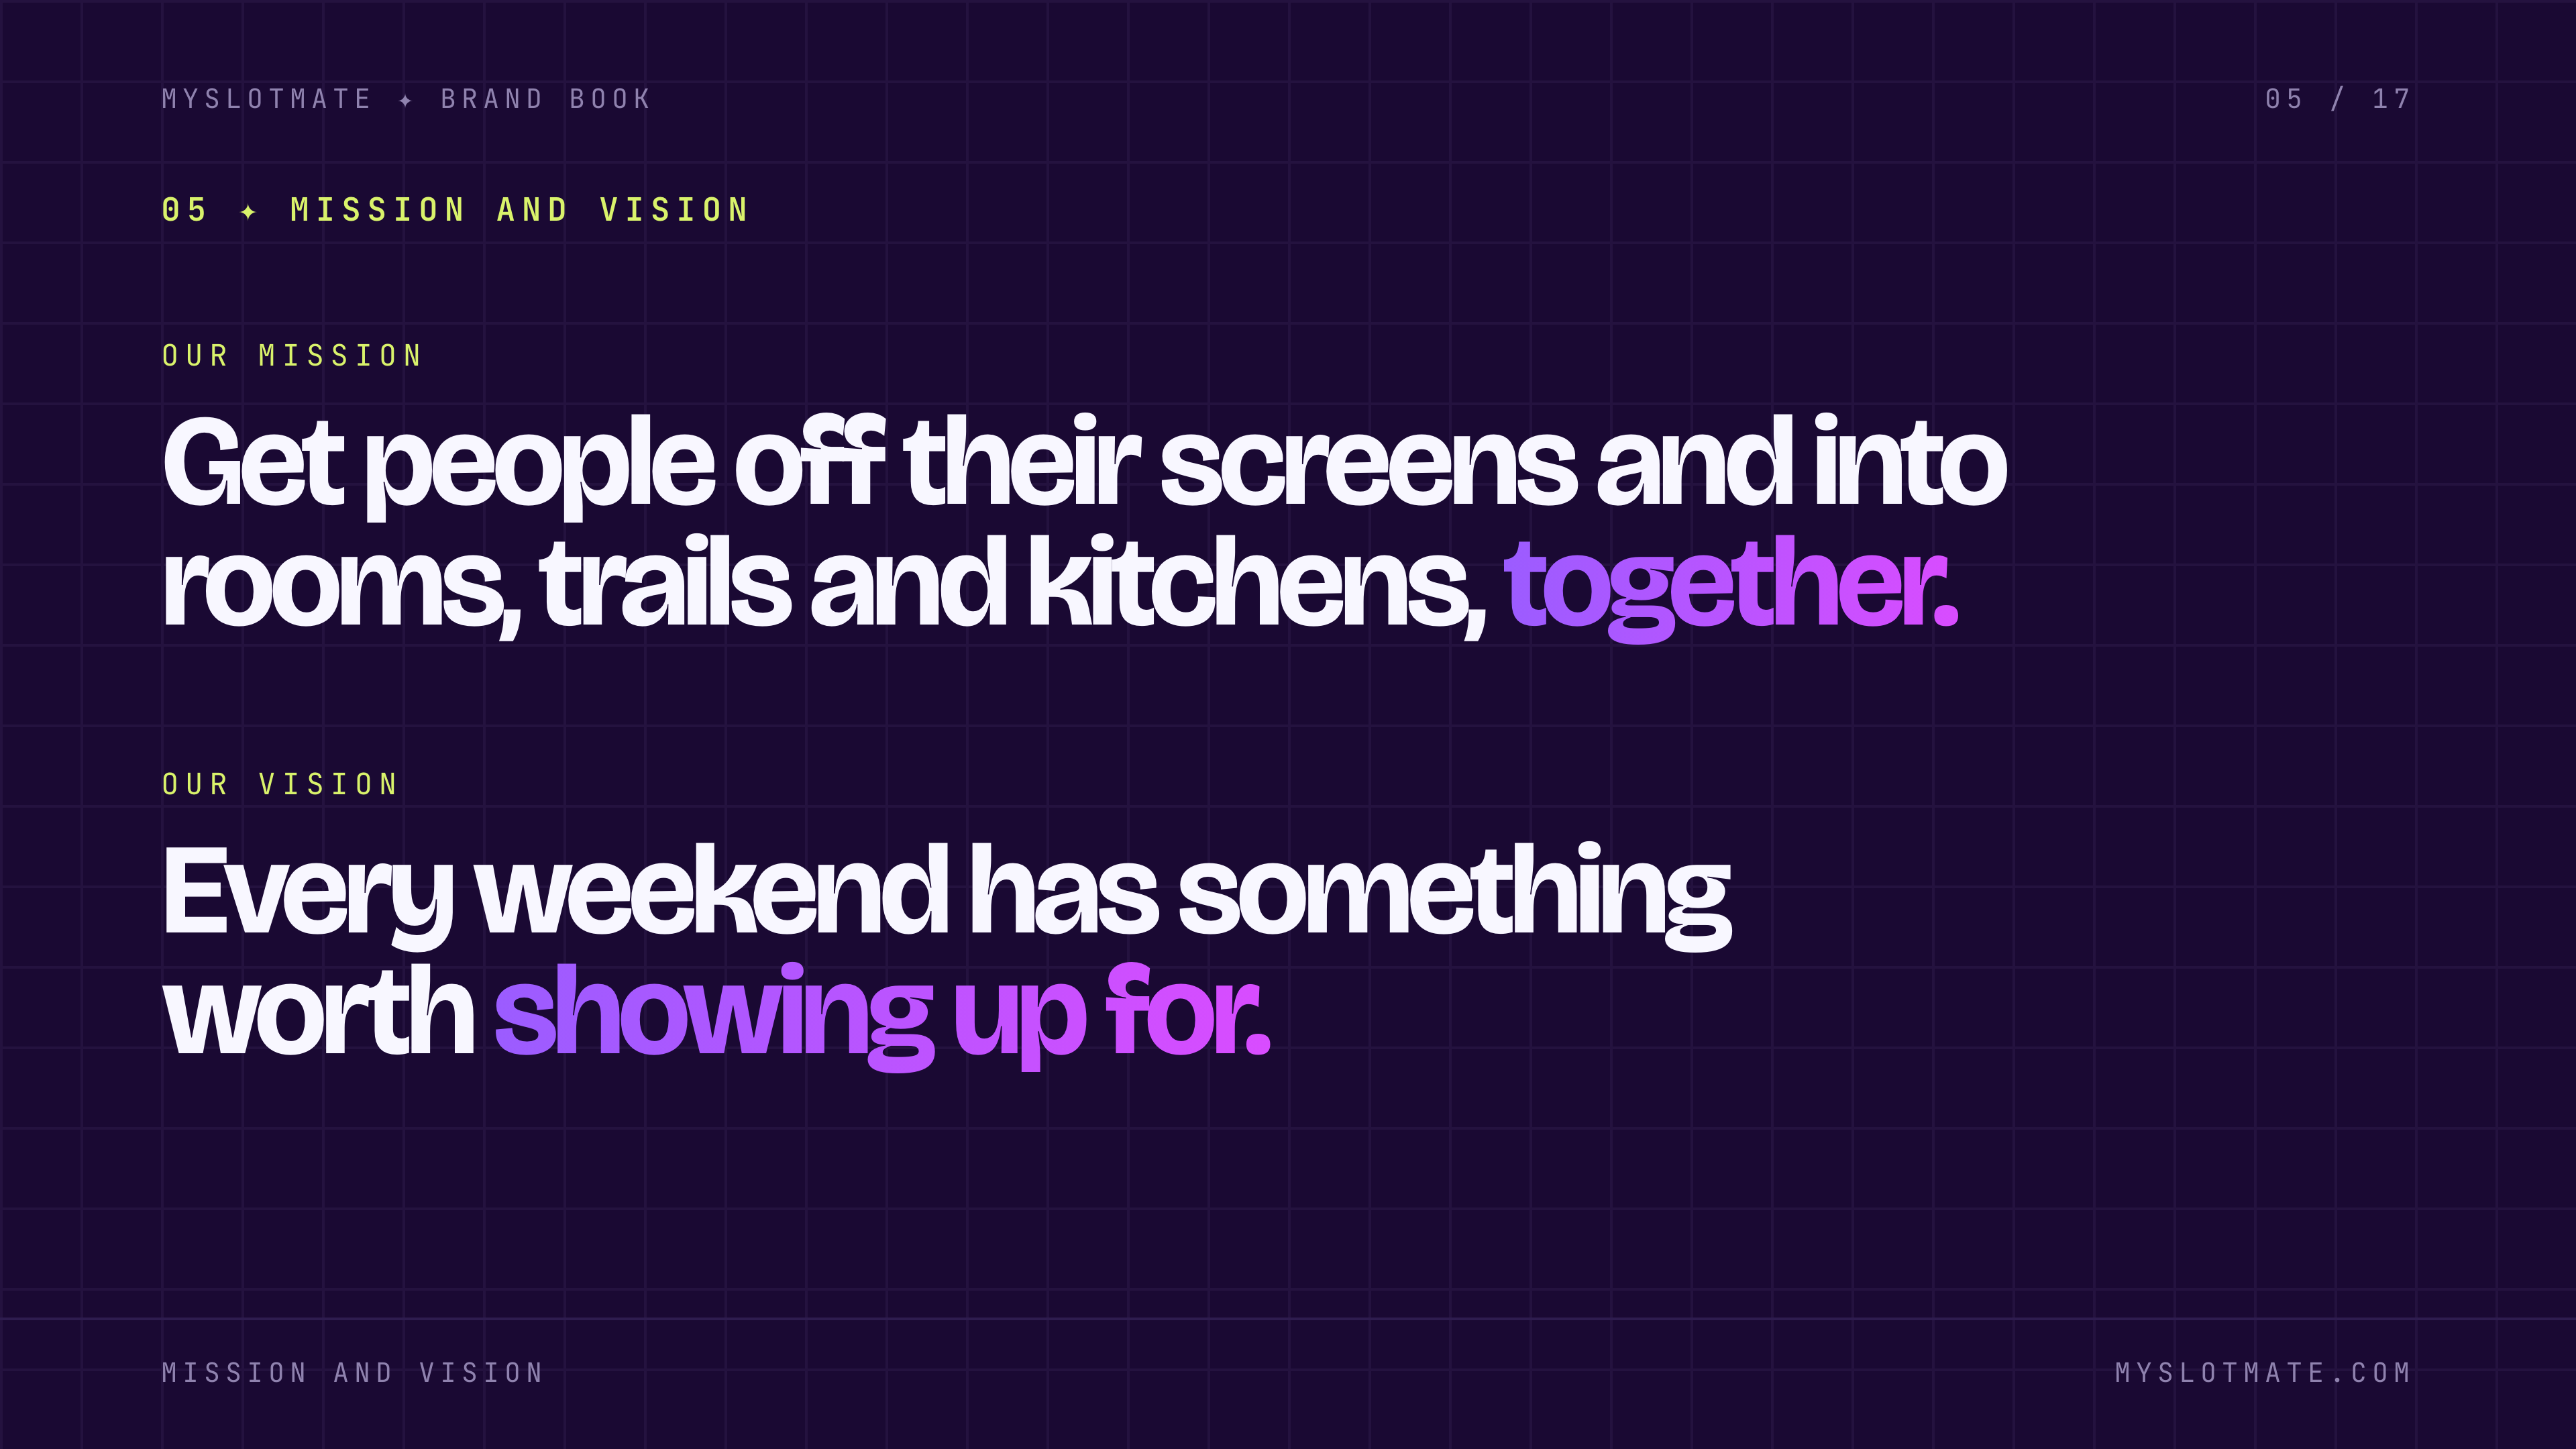 MYSLOTMATE ✦ BRAND BOOK
05 / 17
05 ✦ MISSION AND VISION
OUR MISSION
Get people off their screens and into
rooms, trails and kitchens, together.
OUR VISION
Every weekend has something
worth showing up for.
MISSION AND VISION
MYSLOTMATE.COM